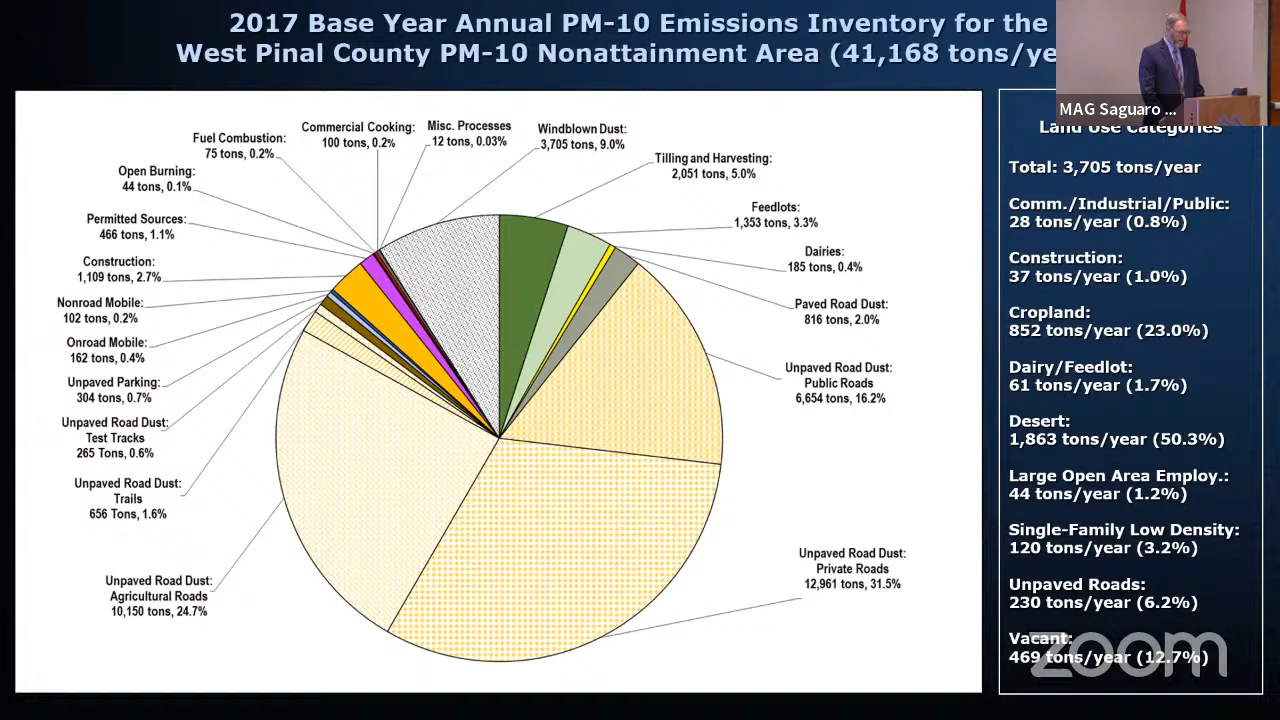 2017 Base Year Annual PM-10 Emissions Inventory for the
West Pinal County PM-10 Nonattainment Area (41,168
MAG Saguaro ...
Fuel Combustion:
75 tons, 0.2%
Commercial Cooking:
100 tons, 0.2%
Misc. Processes
12 tons, 0.03%
Windblown Dust:
3,705 tons, 9.0%
Tilling and Harvesting:
2,051 tons, 5.0%
Open Burning:
44 tons, 0.1%
Feedlots:
1,353 tons, 3.3%
Permitted Sources:
466 tons, 1.1%
Dairies:
185 tons, 0.4%
Construction:
1,109 tons, 2.7%
Paved Road Dust:
816 tons, 2.0%
Nonroad Mobile:
102 tons, 0.2%
Onroad Mobile:
162 tons, 0.4%
Unpaved Road Dust:
Public Roads
6,654 tons, 16.2%
Unpaved Parking:
304 tons, 0.7%
Unpaved Road Dust:
Test Tracks
265 Tons, 0.6%
Unpaved Road Dust:
Trails
656 Tons, 1.6%
Unpaved Road Dust:
Private Roads
12,961 tons, 31.5%
Unpaved Road Dust:
Agricultural Roads
10,150 tons, 24.7%
Land Use Categories
Total: 3,705 tons/year
Comm./Industrial/Public:
28 tons/year (0.8%)
Construction:
37 tons/year (1.0%)
Cropland:
852 tons/year (23.0%)
Dairy/Feedlot:
61 tons/year (1.7%)
Desert:
1,863 tons/year (50.3%)
Large Open Area Employ.:
44 tons/year (1.2%)
Single-Family Low Density:
120 tons/year (3.2%)
Unpaved Roads:
230 tons/year (6.2%)
Vacant:
469 tons/year (12.7%)
zoom